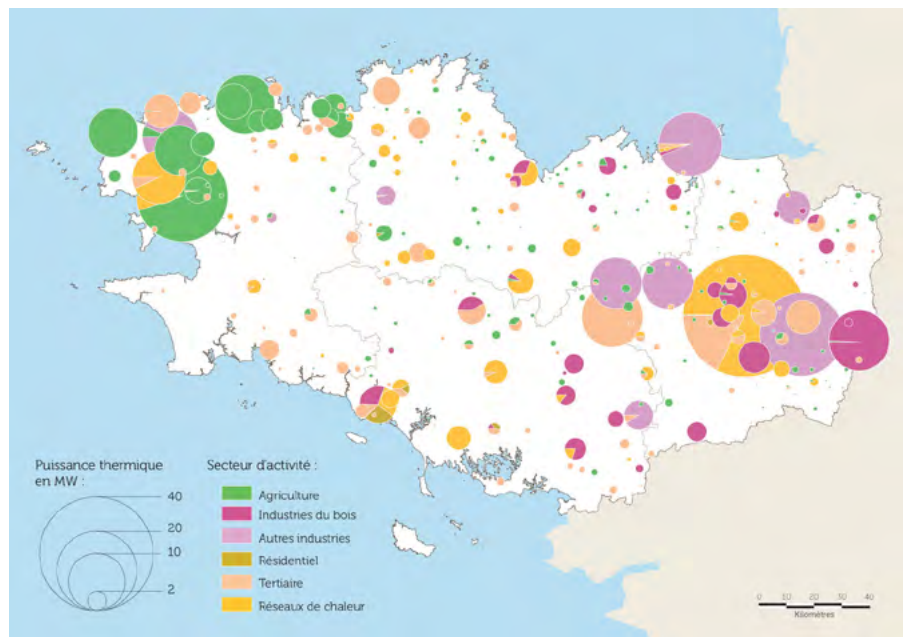 Puissance thermique
en MW :
40
20
10
2
Secteur d'activité :
Agriculture
Industries du bois
Autres industries
Résidentiel
Tertiaire
Réseaux de chaleur
0 10 20 30 40
Kilomètres